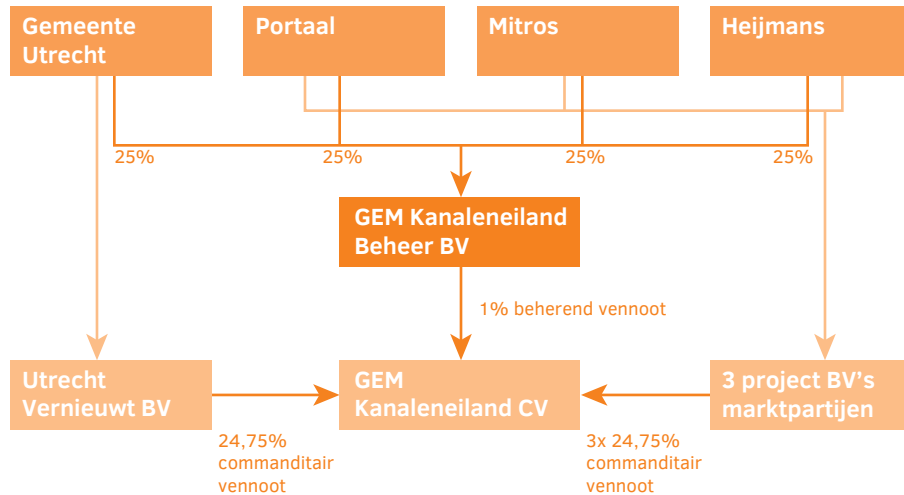 Gemeente
Utrecht
Portaal
Mitros
Heijmans
25%
25%
25%
25%
GEM Kanaleneiland
Beheer BV
1% beherend vennoot
Utrecht
Vernieuwt BV
GEM
Kanaleneiland CV
3 project BV's
marktpartijen
24,75%
commanditair
vennoot
3x 24,75%
commanditair
vennoot